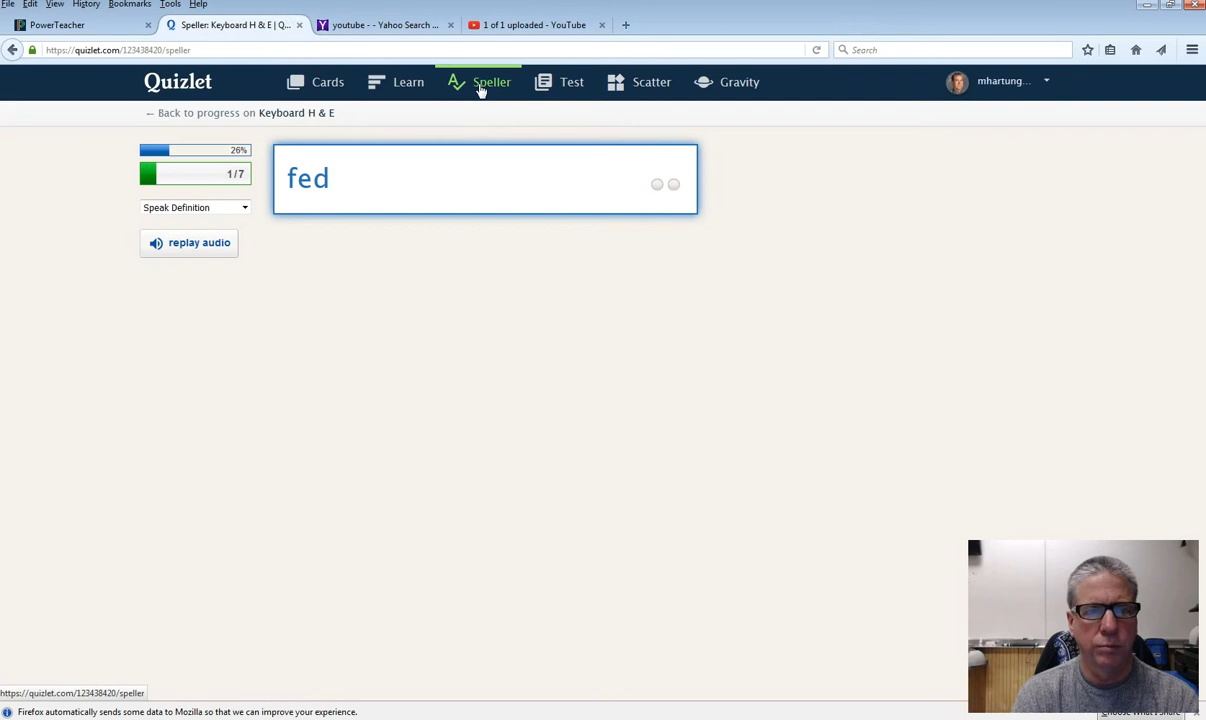 File Edit View History Bookmarks Tools Help
PowerTeacher
Speller: Keyboard H & E | Q...
youtube - - Yahoo Search ...
1 of 1 uploaded - YouTube
https://quizlet.com/123438420/speller
Search
Quizlet Cards Learn Speller Test Scatter Gravity mhartung...
← Back to progress on Keyboard H & E
26%
1/7
fed
Speak Definition
replay audio
https://quizlet.com/123438420/speller
Firefox automatically sends some data to Mozilla so that we can improve your experience.
Choose What I Share